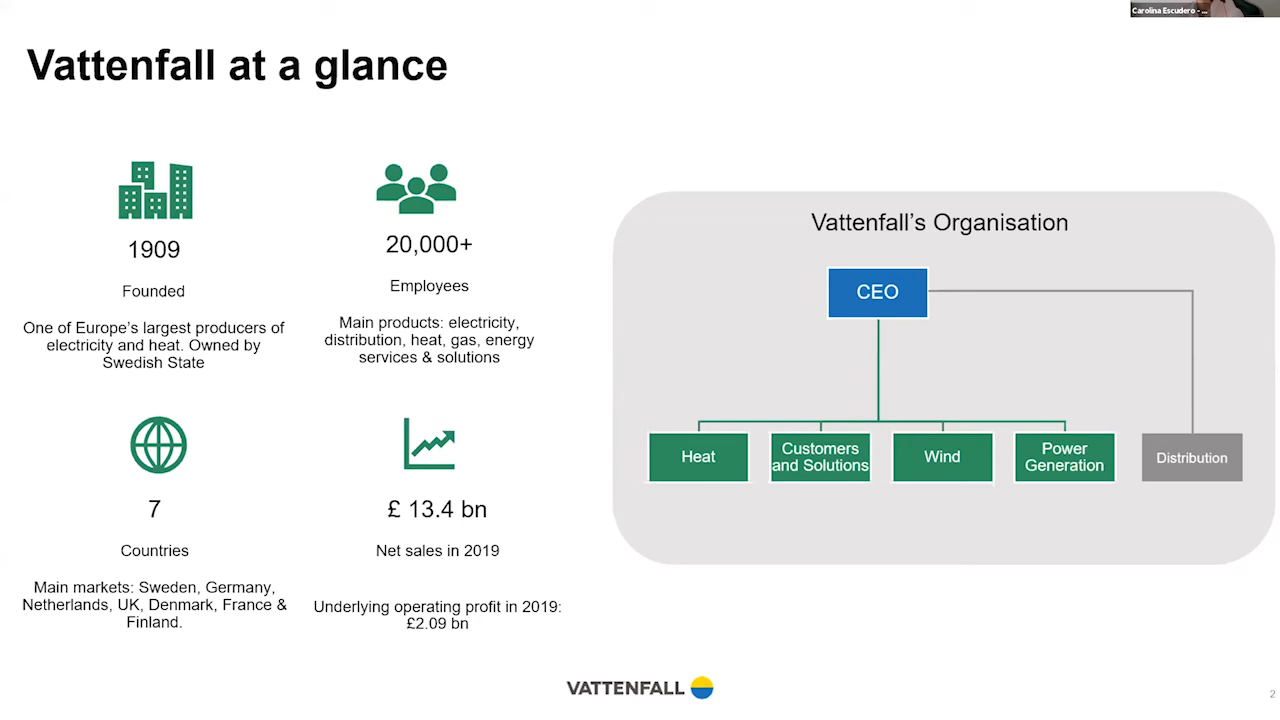 Carolina Escudero - ...
Vattenfall at a glance
1909
Founded
One of Europe's largest producers of
electricity and heat. Owned by
Swedish State
20,000+
Employees
Main products: electricity,
distribution, heat, gas, energy
services & solutions
7
Countries
Main markets: Sweden, Germany,
Netherlands, UK, Denmark, France &
Finland.
£ 13.4 bn
Net sales in 2019
Underlying operating profit in 2019:
£2.09 bn
Vattenfall's Organisation
CEO
Heat
Customers
and Solutions
Wind
Power
Generation
Distribution
VATTENFALL
2